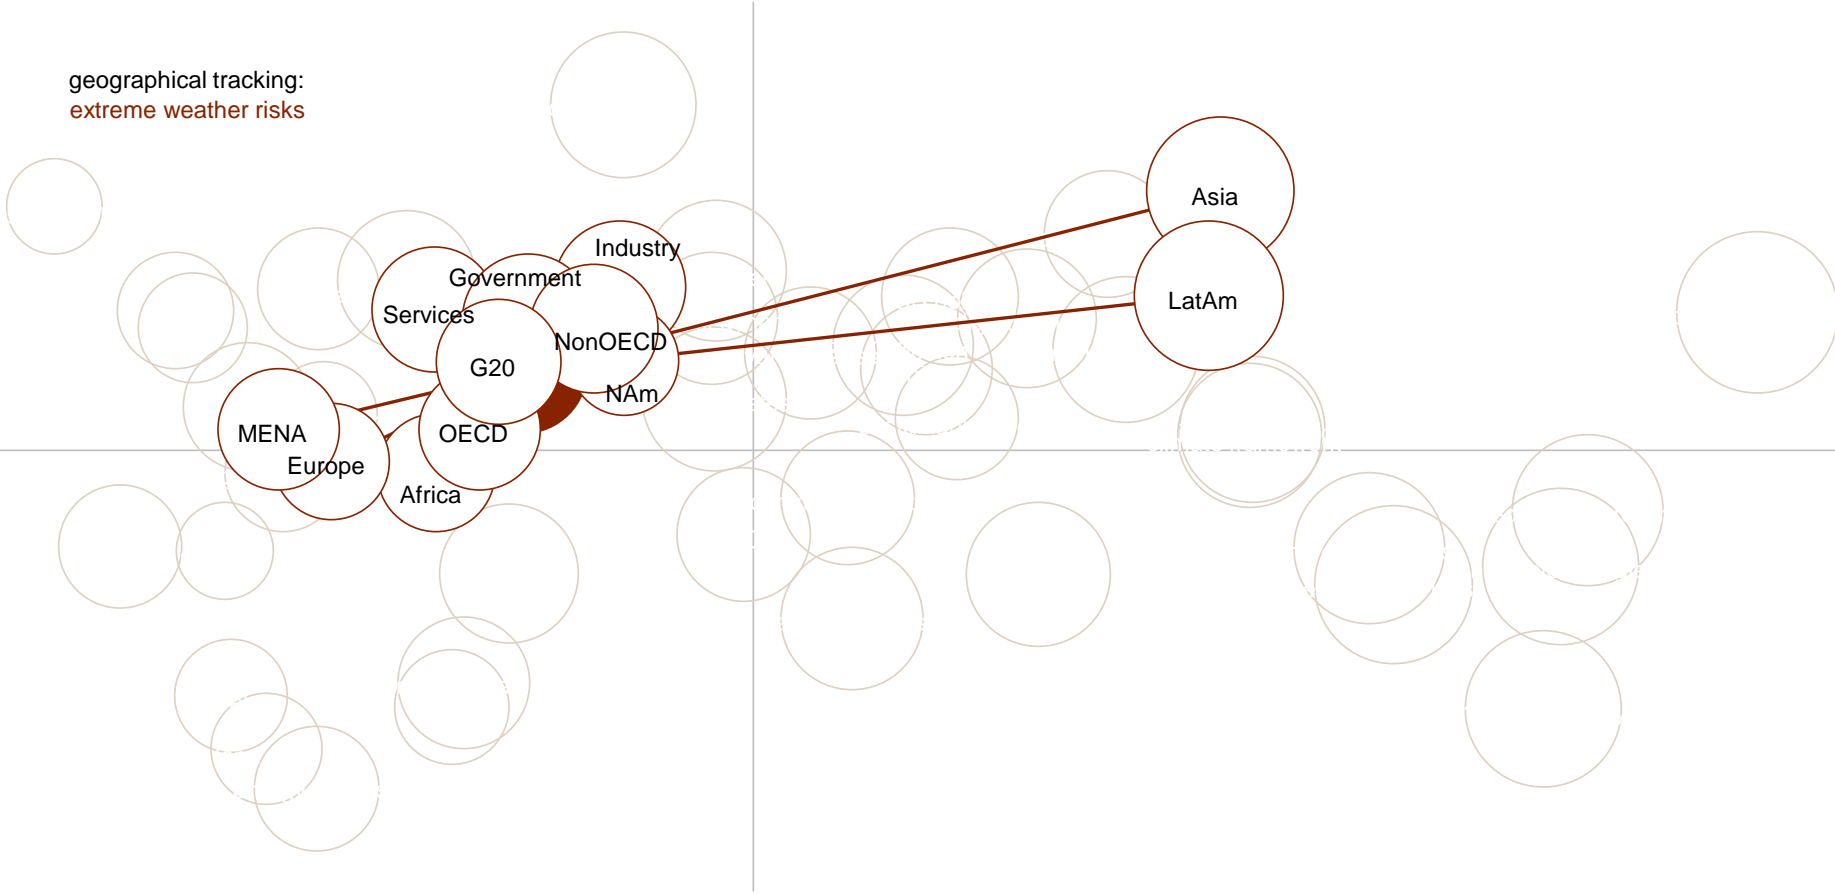 geographical tracking:
extreme weather risks
Asia
Industry
Government
LatAm
Services
NonOECD
G20
NAm
MENA
OECD
Europe
Africa